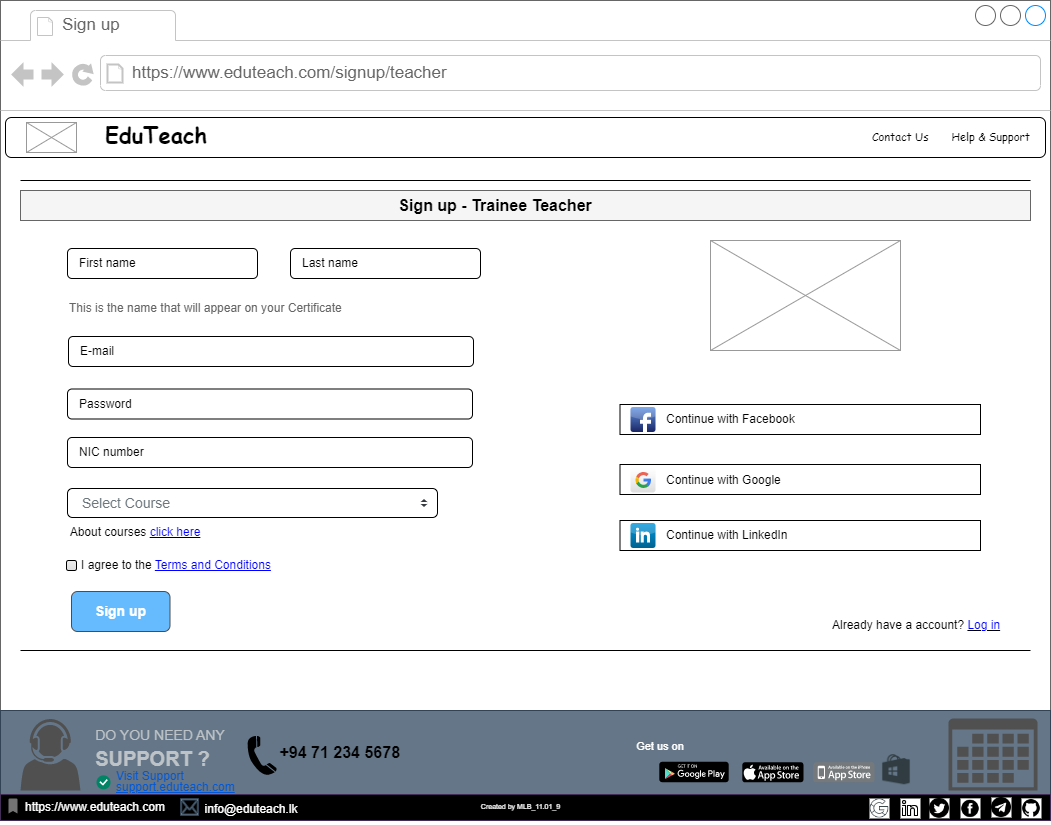 Sign up
https://www.eduteach.com/signup/teacher
EduTeach
Contact Us
Help & Support
Sign up - Trainee Teacher
First name
Last name
This is the name that will appear on your Certificate
E-mail
Password
NIC number
Select Course
About courses click here
I agree to the Terms and Conditions
Sign up
Continue with Facebook
Continue with Google
in
Continue with LinkedIn
Already have a account? Log in
DO YOU NEED ANY
SUPPORT ?
Visit Support
support.eduteach.com
+94 71 234 5678
Get us on
GET IT ON
Google Play
Available on the
App Store
Available on the iPhone
App Store
https://www.eduteach.com
info@eduteach.lk
Created by MLB_11.01_9
in